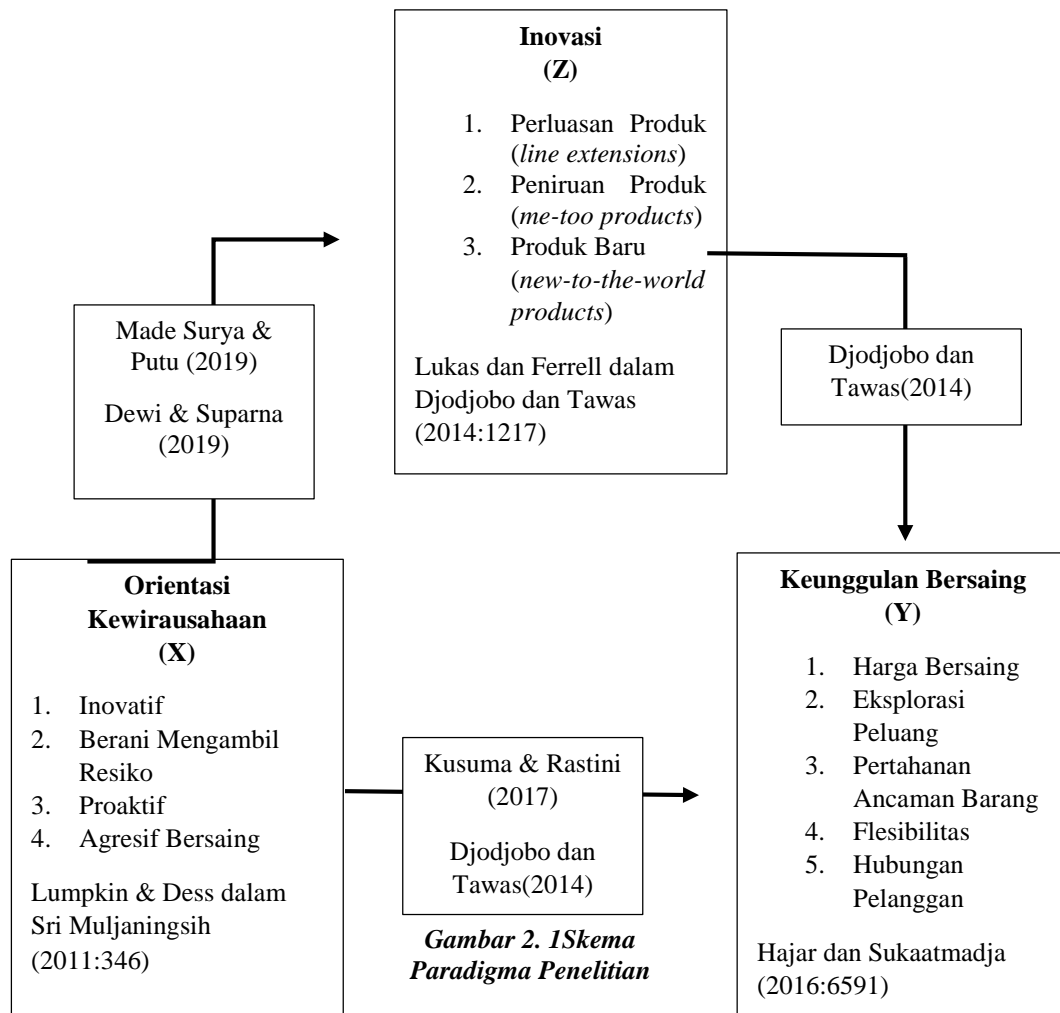 Inovasi
(Z)
1. Perluasan Produk
(line extensions)
2. Peniruan Produk
(me-too products)
3. Produk Baru
(new-to-the-world
products)
Lukas dan Ferrell dalam
Djodjobo dan Tawas
(2014:1217)
Made Surya &
Putu (2019)
Dewi & Suparna
(2019)
Djodjobo dan
Tawas(2014)
Orientasi
Kewirausahaan
(X)
1. Inovatif
2. Berani Mengambil
Resiko
3. Proaktif
4. Agresif Bersaing
Lumpkin & Dess dalam
Sri Muljaningsih
(2011:346)
Kusuma & Rastini
(2017)
Djodjobo dan
Tawas(2014)
Gambar 2. 1Skema
Paradigma Penelitian
Keunggulan Bersaing
(Y)
1. Harga Bersaing
2. Eksplorasi
Peluang
3. Pertahanan
Ancaman Barang
4. Flesibilitas
5. Hubungan
Pelanggan
Hajar dan Sukaatmadja
(2016:6591)